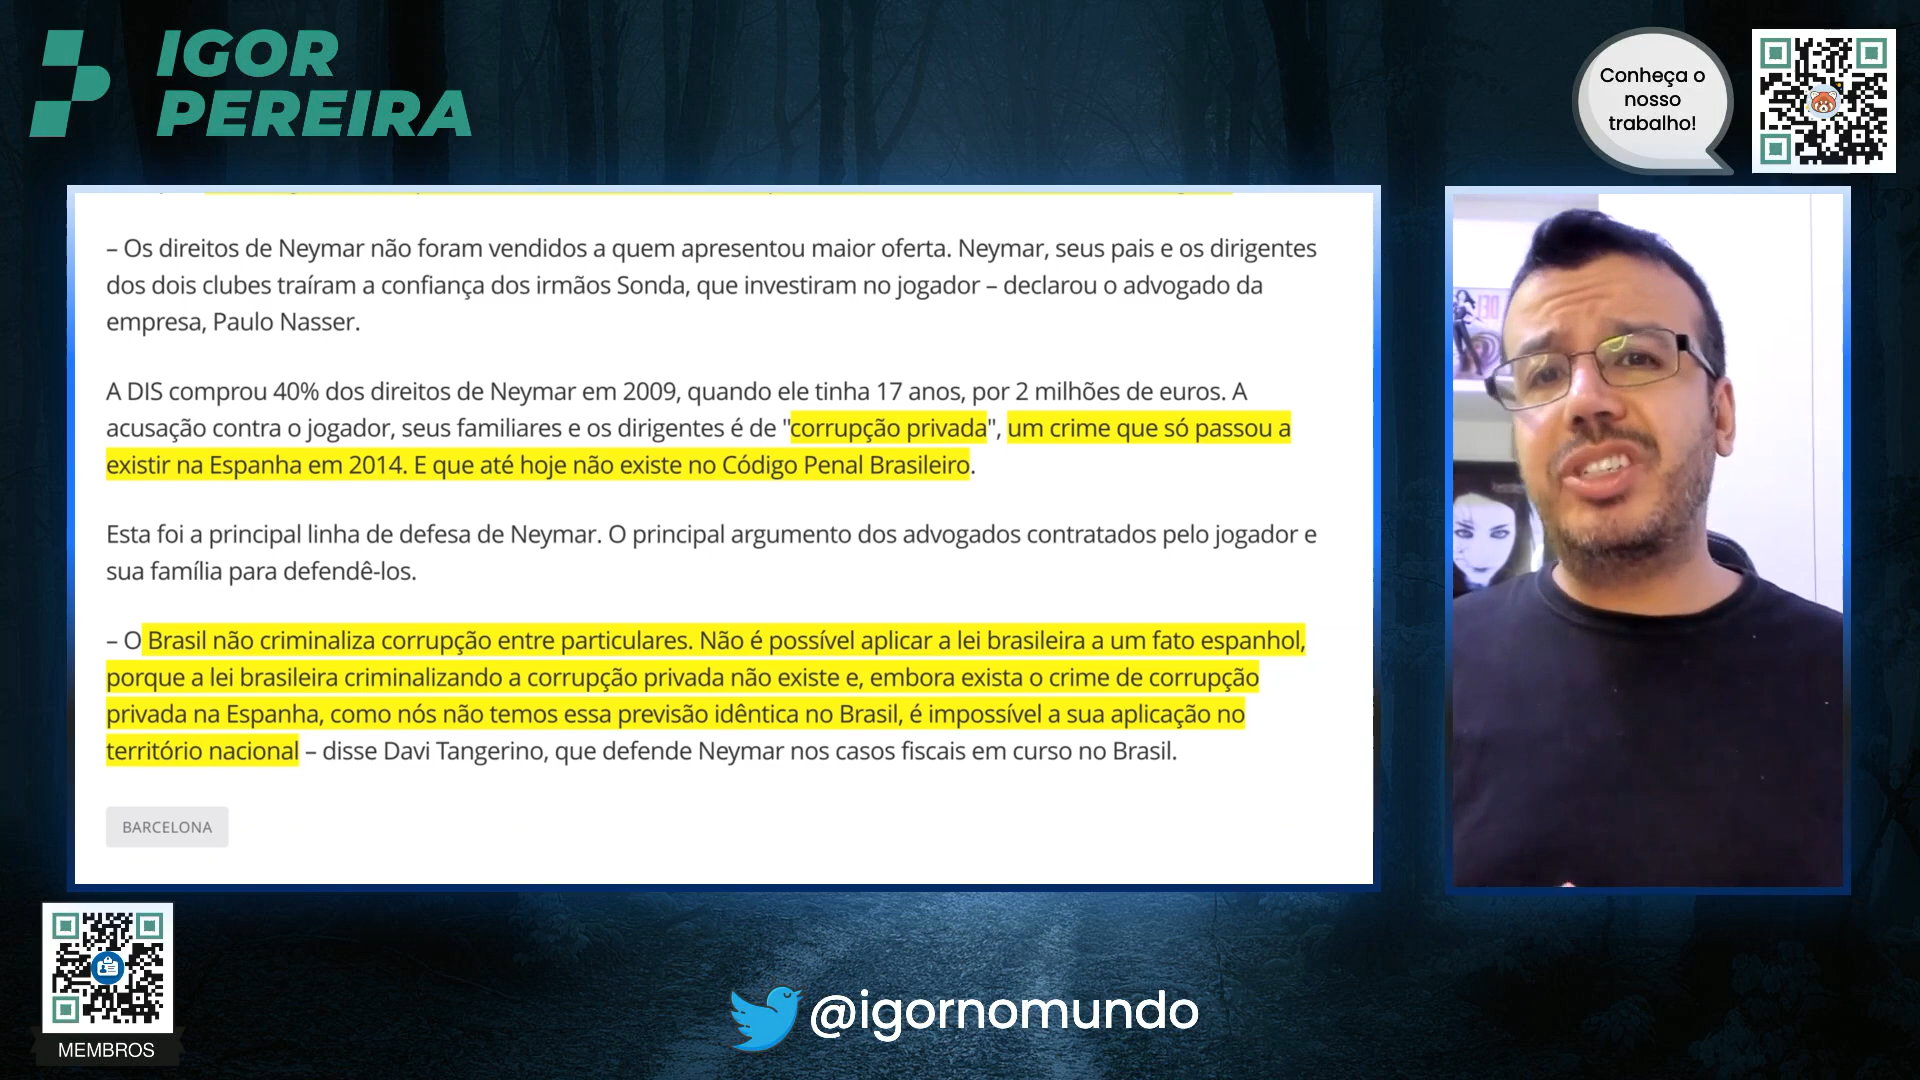 IGOR
PEREIRA
Conheça o
nosso
trabalho!
– Os direitos de Neymar não foram vendidos a quem apresentou maior oferta. Neymar, seus pais e os dirigentes
dos dois clubes traíram a confiança dos irmãos Sonda, que investiram no jogador – declarou o advogado da
empresa, Paulo Nasser.
A DIS comprou 40% dos direitos de Neymar em 2009, quando ele tinha 17 anos, por 2 milhões de euros. A
acusação contra o jogador, seus familiares e os dirigentes é de "corrupção privada", um crime que só passou a
existir na Espanha em 2014. E que até hoje não existe no Código Penal Brasileiro.
Esta foi a principal linha de defesa de Neymar. O principal argumento dos advogados contratados pelo jogador e
sua família para defendê-los.
– O Brasil não criminaliza corrupção entre particulares. Não é possível aplicar a lei brasileira a um fato espanhol,
porque a lei brasileira criminalizando a corrupção privada não existe e, embora exista o crime de corrupção
privada na Espanha, como nós não temos essa previsão idêntica no Brasil, é impossível a sua aplicação no
território nacional – disse Davi Tangerino, que defende Neymar nos casos fiscais em curso no Brasil.
BARCELONA
MEMBROS
@igornomundo